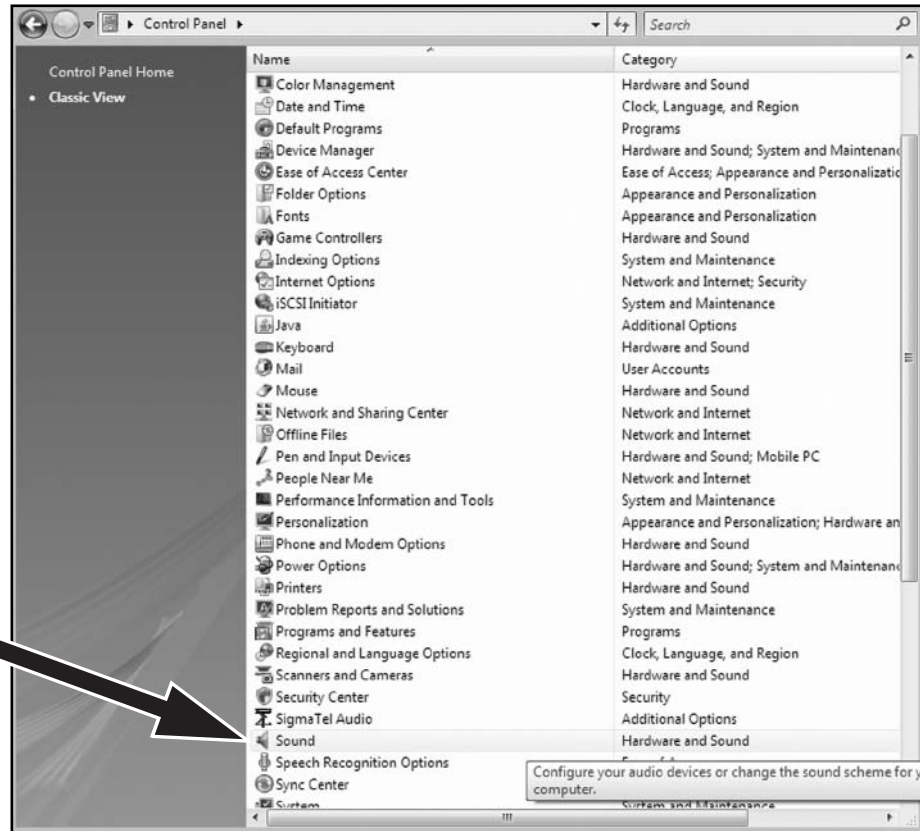 Control Panel
Search
Control Panel Home
Classic View
Name Category
Color Management Hardware and Sound
Date and Time Clock, Language, and Region
Default Programs Programs
Device Manager Hardware and Sound; System and Maintenanc
Ease of Access Center Ease of Access; Appearance and Personalizatic
Folder Options Appearance and Personalization
Fonts Appearance and Personalization
Game Controllers Hardware and Sound
Indexing Options System and Maintenance
Internet Options Network and Internet; Security
iSCSI Initiator System and Maintenance
Java Additional Options
Keyboard Hardware and Sound
Mail User Accounts
Mouse Hardware and Sound
Network and Sharing Center Network and Internet
Offline Files Network and Internet
Pen and Input Devices Hardware and Sound; Mobile PC
People Near Me Network and Internet
Performance Information and Tools System and Maintenance
Personalization Appearance and Personalization; Hardware an
Phone and Modem Options Hardware and Sound
Power Options Hardware and Sound; System and Maintenanc
Printers Hardware and Sound
Problem Reports and Solutions System and Maintenance
Programs and Features Programs
Regional and Language Options Clock, Language, and Region
Scanners and Cameras Hardware and Sound
Security Center Security
SigmaTel Audio Additional Options
Sound Hardware and Sound
Speech Recognition Options
Configure your audio devices or change the sound scheme for y
Sync Center
computer.
System System and Maintenance